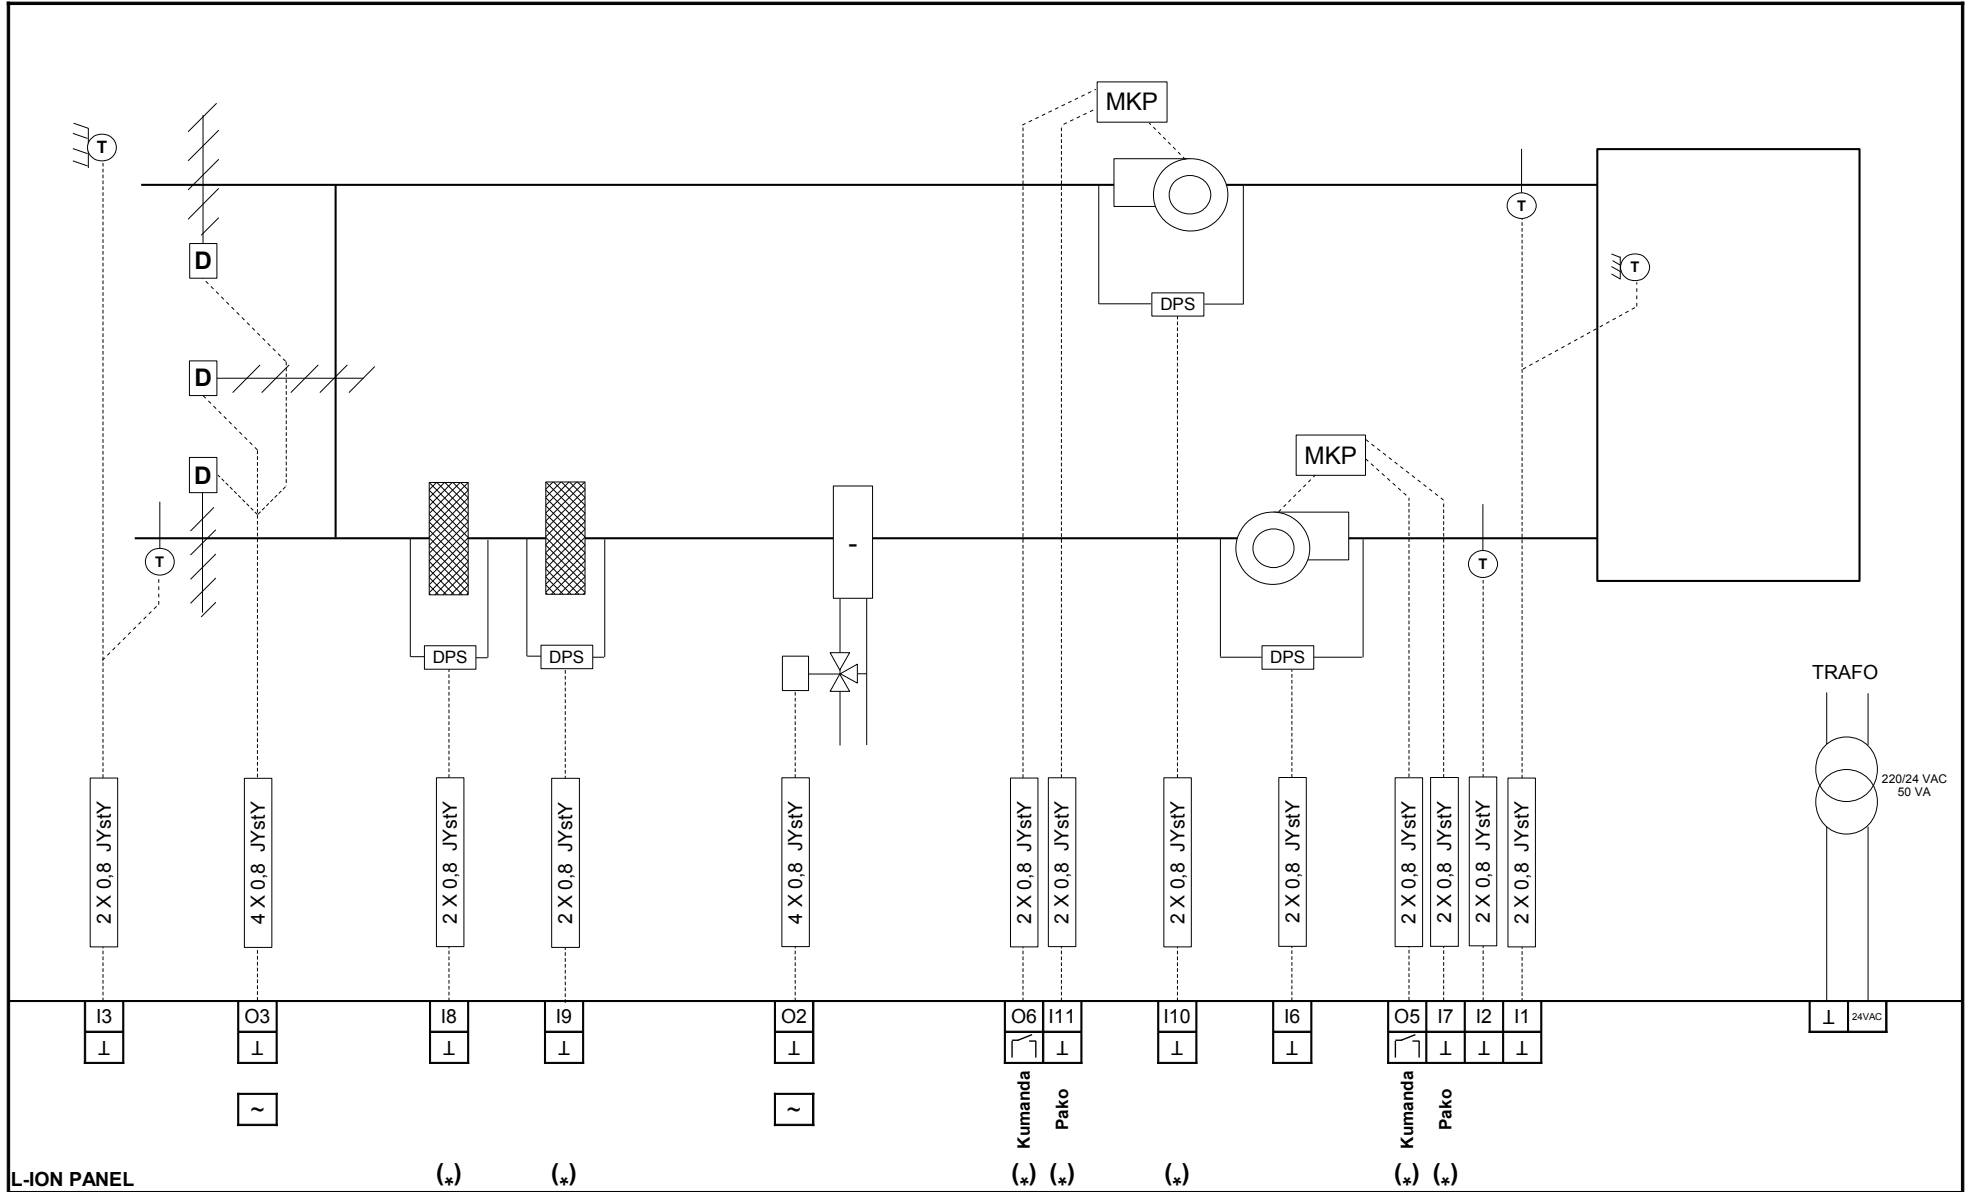 MKP
T
T
D
T
DPS
D
MKP
D
-
T
T
DPS
DPS
DPS
TRAFO
220/24 VAC
50 VA
2 X 0,8 JYstY
4 X 0,8 JYstY
2 X 0,8 JYstY
2 X 0,8 JYstY
4 X 0,8 JYstY
2 X 0,8 JYstY
2 X 0,8 JYstY
2 X 0,8 JYstY
2 X 0,8 JYstY
2 X 0,8 JYstY
2 X 0,8 JYstY
2 X 0,8 JYstY
2 X 0,8 JYstY
I3 O3 I8 I9 O2 O6 I11 I10 I6 O5 I7 I2 I1 ⊥ 24VAC
⊥ ⊥ ⊥ ⊥ ⊥ ⊥ ⊥ ⊥ ⊥ ⊥ ⊥
~ ~
Kumanda
Pako
Kumanda
Pako
L-ION PANEL (*) (*) (*) (*) (*) (*) (*)